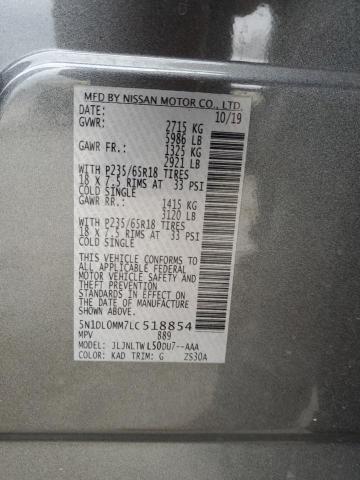 MFD BY NISSAN MOTOR CO., LTD.
DATE: 10/19
GVWR: 2715 KG
5986 LB
GAWR FR.: 1325 KG
2921 LB
WITH P235/65R18 TIRES
18 X 7.5 RIMS AT 33 PSI
COLD SINGLE
GAWR RR.: 1415 KG
3120 LB
WITH P235/65R18 TIRES
18 X 7.5 RIMS AT 33 PSI
COLD SINGLE
THIS VEHICLE CONFORMS TO
ALL APPLICABLE FEDERAL
MOTOR VEHICLE SAFETY AND
THEFT PREVENTION
STANDARDS IN EFFECT ON
THE DATE OF MANUFACTURE
SHOWN ABOVE.
5N1DL0MM7LC518854
MPV 889
MODEL: JLJNLTWL50DU7--AAA
COLOR: KAD TRIM: G ZS30A